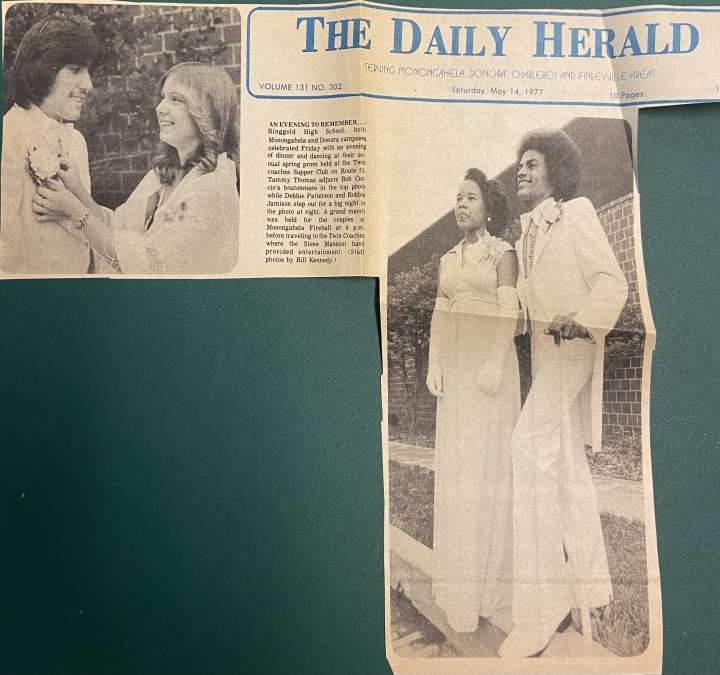 THE DAILY HERALD
SERVING MONONGAHELA, DONORA, CHARLEROI AND FINLEYVILLE AREAS
VOLUME 131 NO. 302
Saturday, May 14, 1977
10 Pages
1
AN EVENING TO REMEMBER. . .
Ringgold High School, both
Monongahela and Donora campuses
celebrated Friday with an evening
of dinner and dancing at their an-
nual spring prom held at the Twin
coaches Supper Club on Route 51.
Tammy Thomas adjusts Bob Cur-
cio's boutonniere in the top photo
while Debbie Patterson and Robbie
Jamison step out for a big night in
the photo at right. A grand march
was held for the couples at
Monongahela Firehall at 6 p.m.
before traveling to the Twin Coaches
where the Stone Mansion band
provided entertainment. (Staff
photos by Bill Kennedy.)